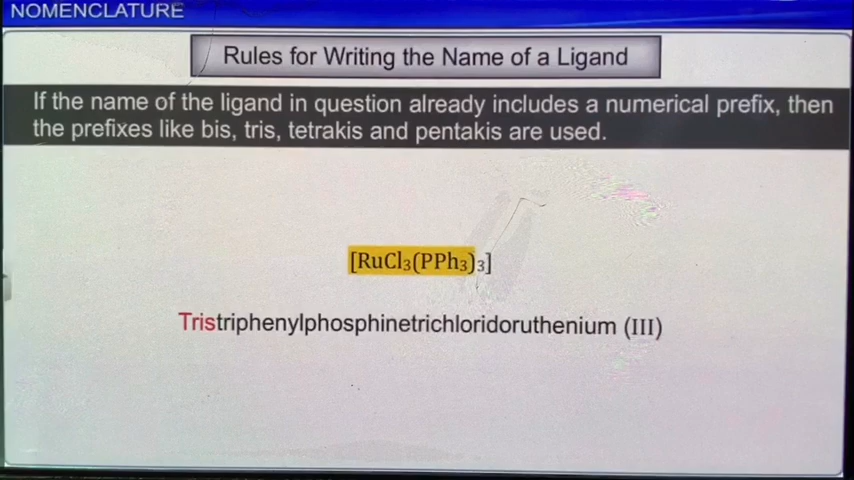 NOMENCLATURE
Rules for Writing the Name of a Ligand
If the name of the ligand in question already includes a numerical prefix, then
the prefixes like bis, tris, tetrakis and pentakis are used.
[RuCl₃(PPh₃)₃]
Tristriphenylphosphinetrichloridoruthenium (III)